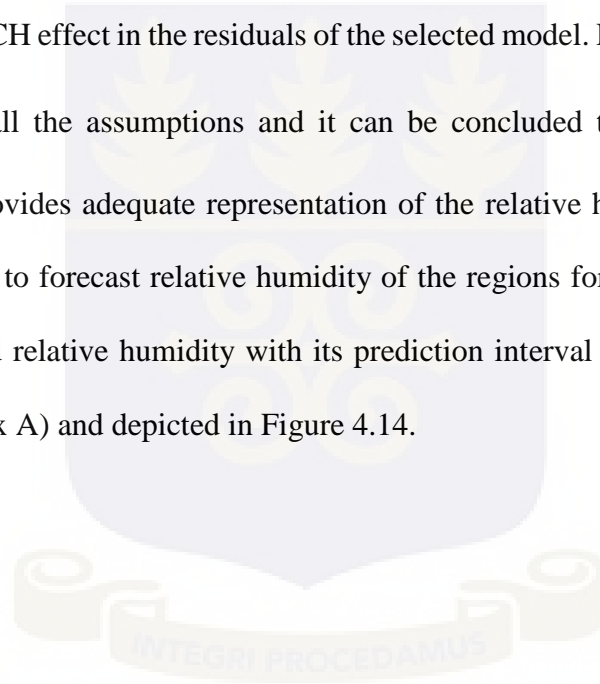 CH effect in the residuals of the selected model.
all the assumptions and it can be concluded
ovides adequate representation of the relative
to forecast relative humidity of the regions
relative humidity with its prediction interval
x A) and depicted in Figure 4.14.
INTEGRI PROCEDAMUS